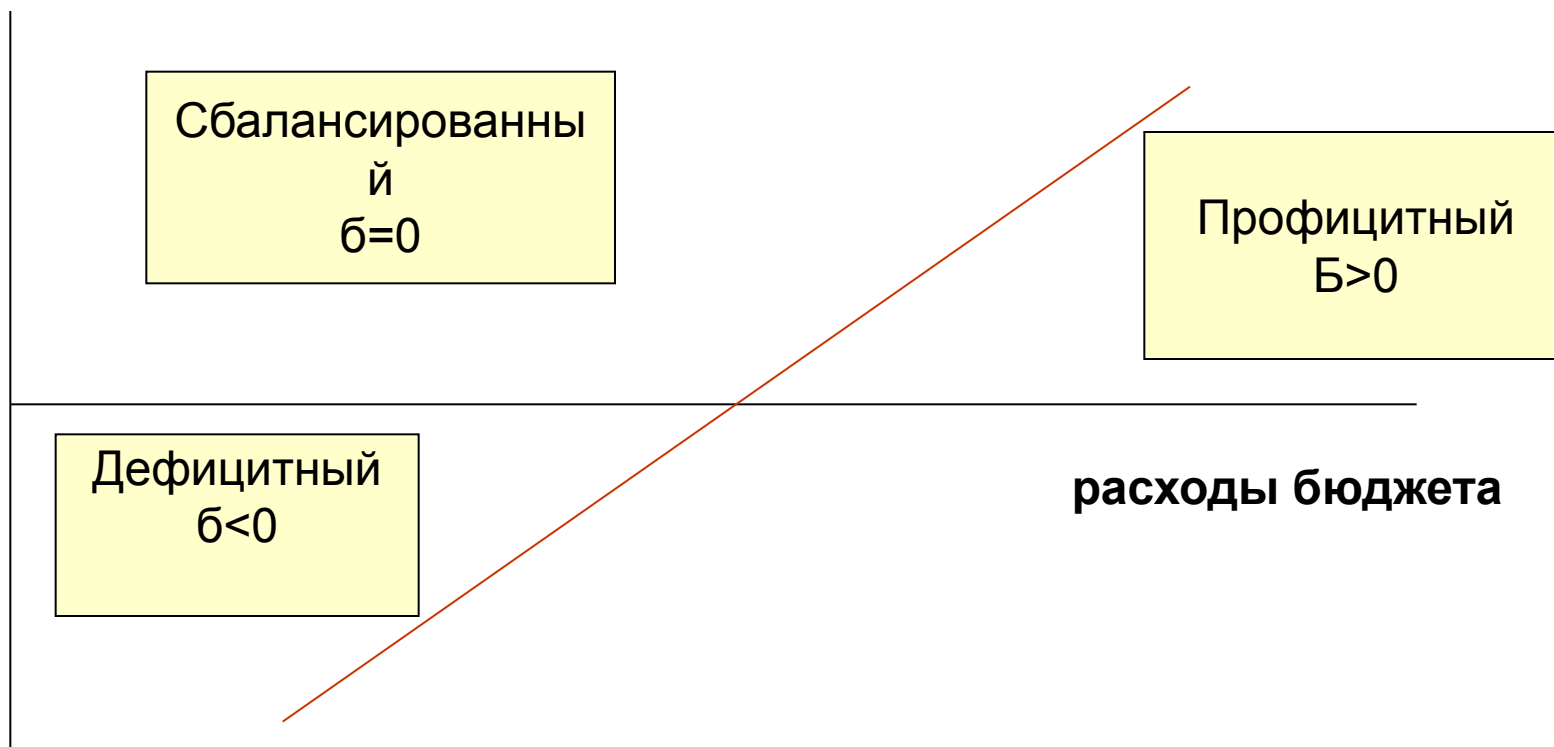 Сбалансированны
й
б=0
Профицитный
Б>0
Дефицитный
б<0
расходы бюджета